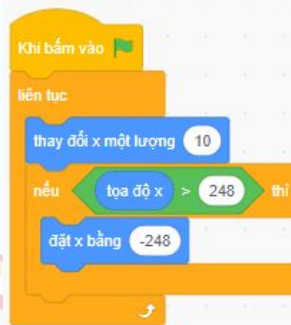 Khi bấm vào
liên tục
thay đổi x một lượng 10
nếu tọa độ x > 248 thì
đặt x bằng -248